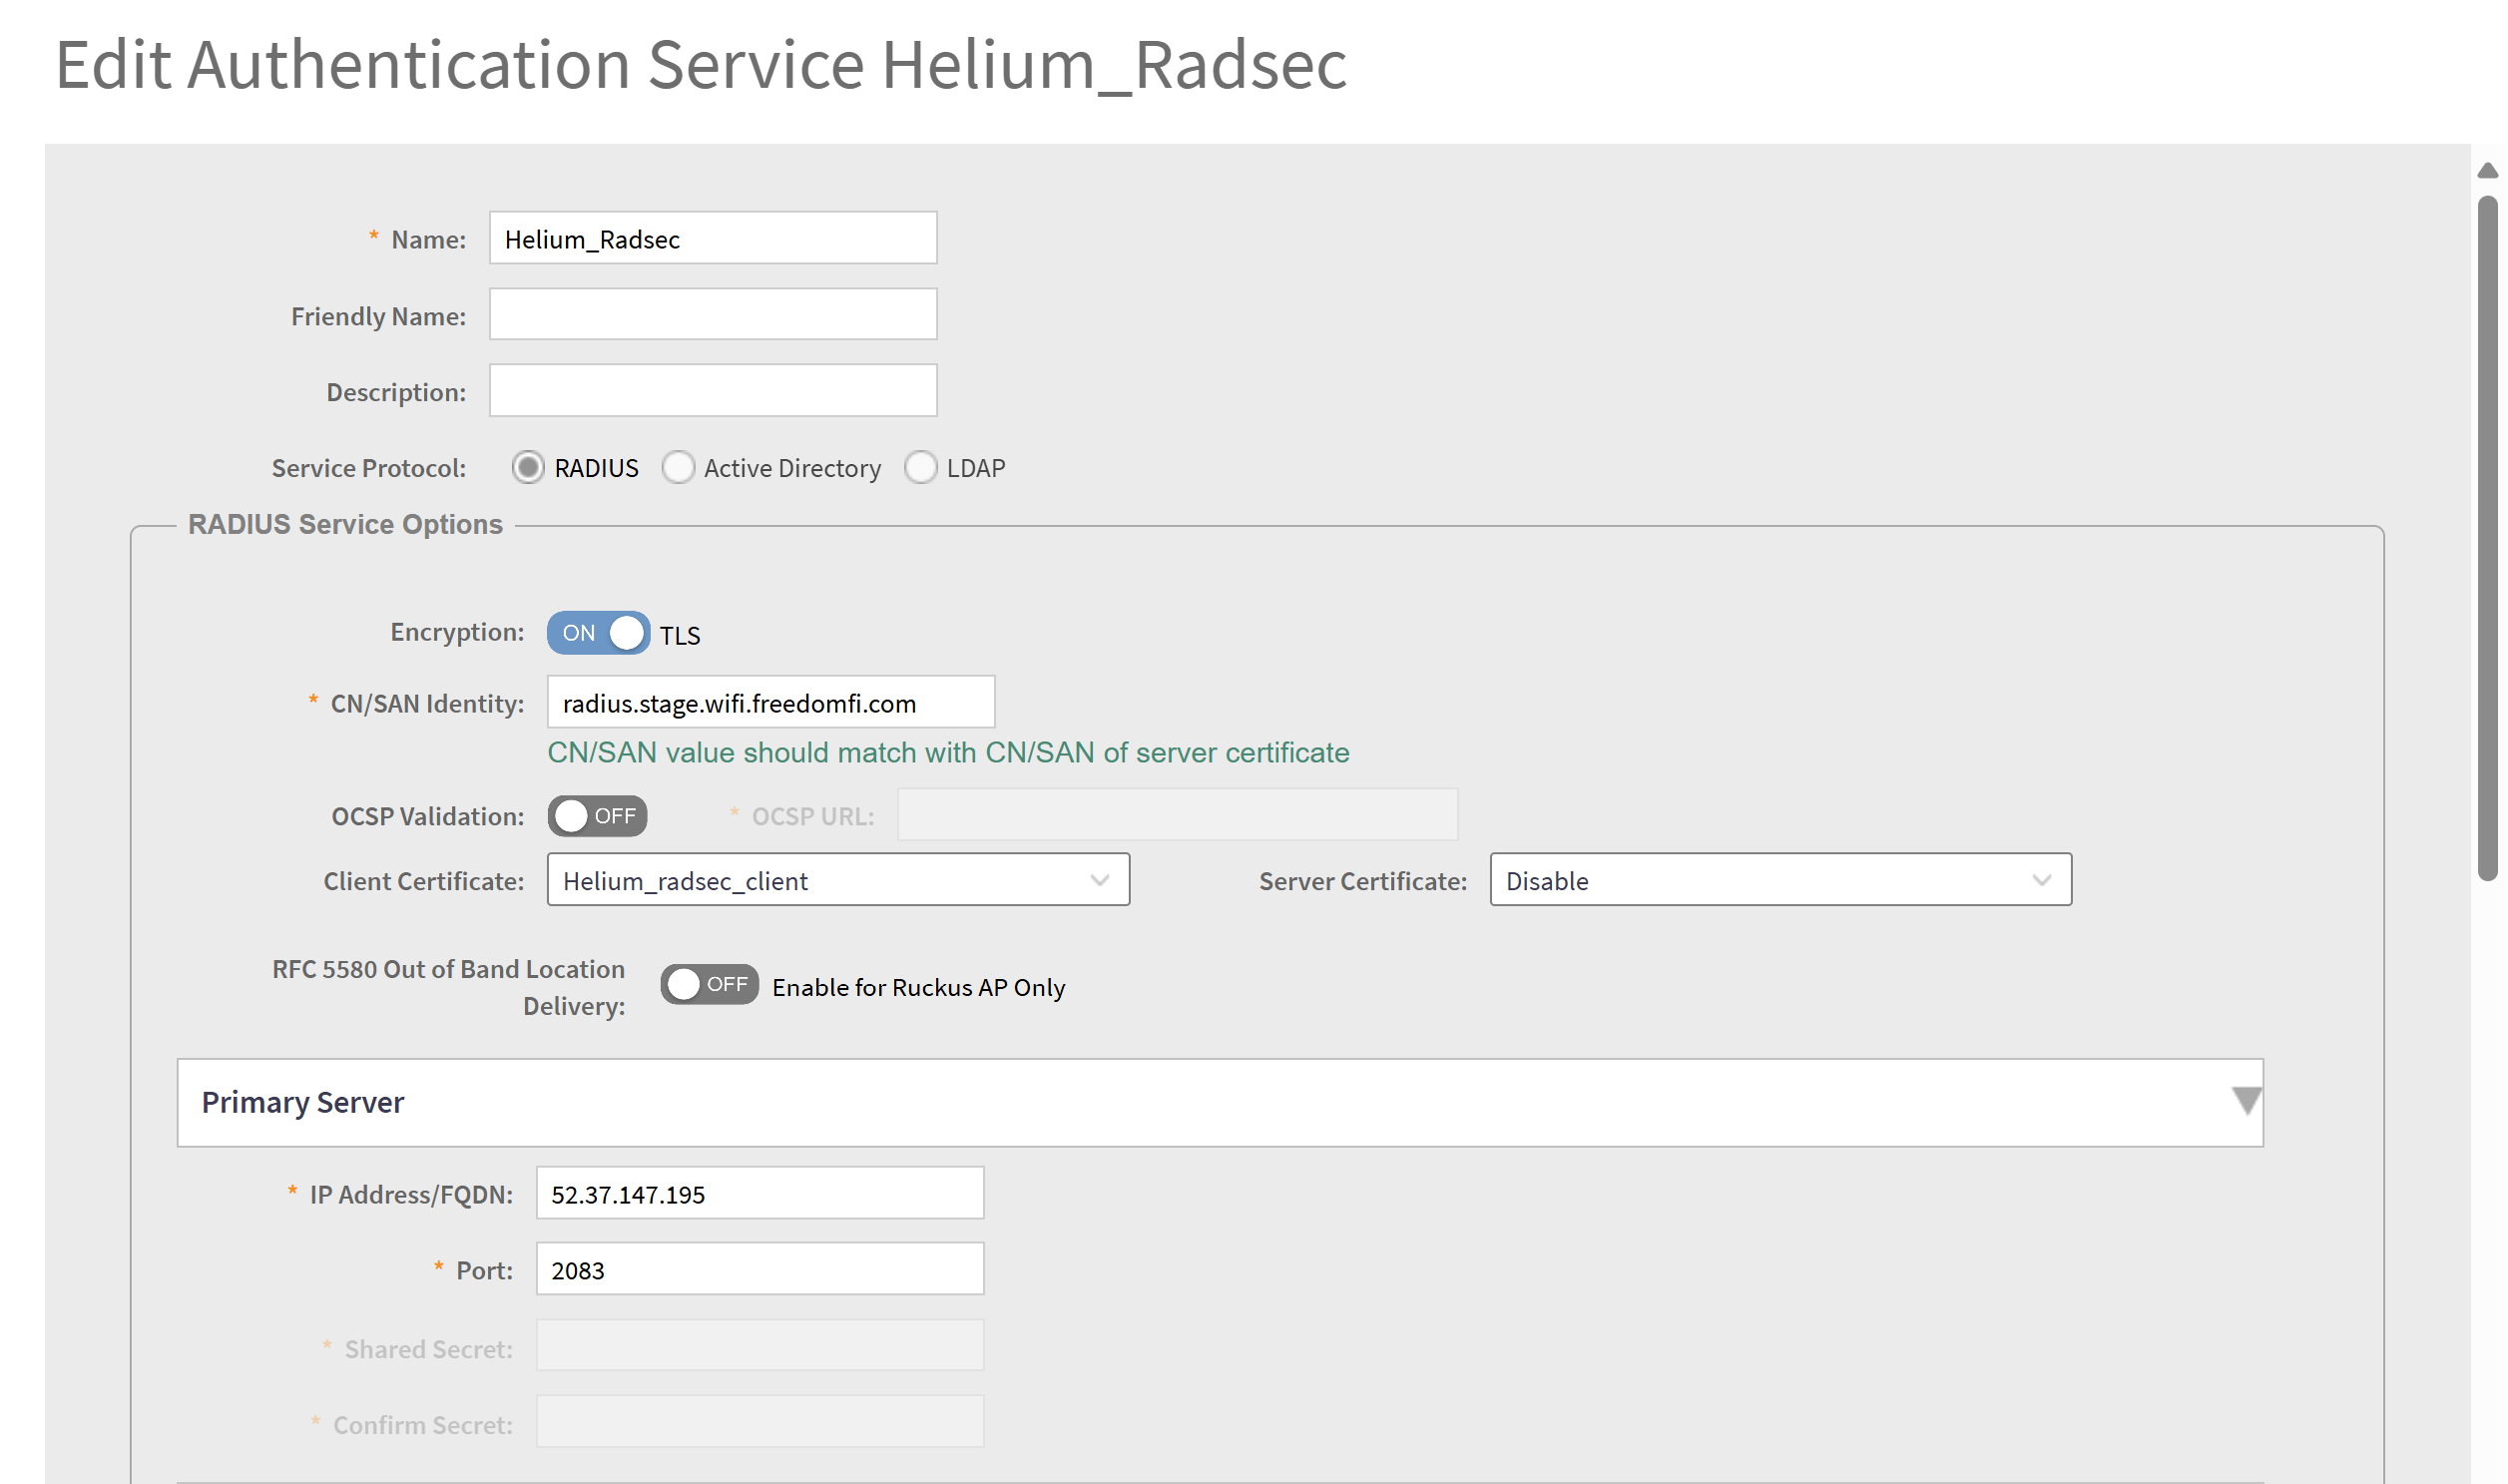 Edit Authentication Service Helium_Radsec
* Name: Helium_Radsec
Friendly Name:
Description:
Service Protocol: RADIUS Active Directory LDAP
RADIUS Service Options
Encryption: ON TLS
* CN/SAN Identity: radius.stage.wifi.freedomfi.com
CN/SAN value should match with CN/SAN of server certificate
OCSP Validation: OFF * OCSP URL:
Client Certificate: Helium_radsec_client Server Certificate: Disable
RFC 5580 Out of Band Location
Delivery: OFF Enable for Ruckus AP Only
Primary Server
* IP Address/FQDN: 52.37.147.195
* Port: 2083
* Shared Secret:
* Confirm Secret: